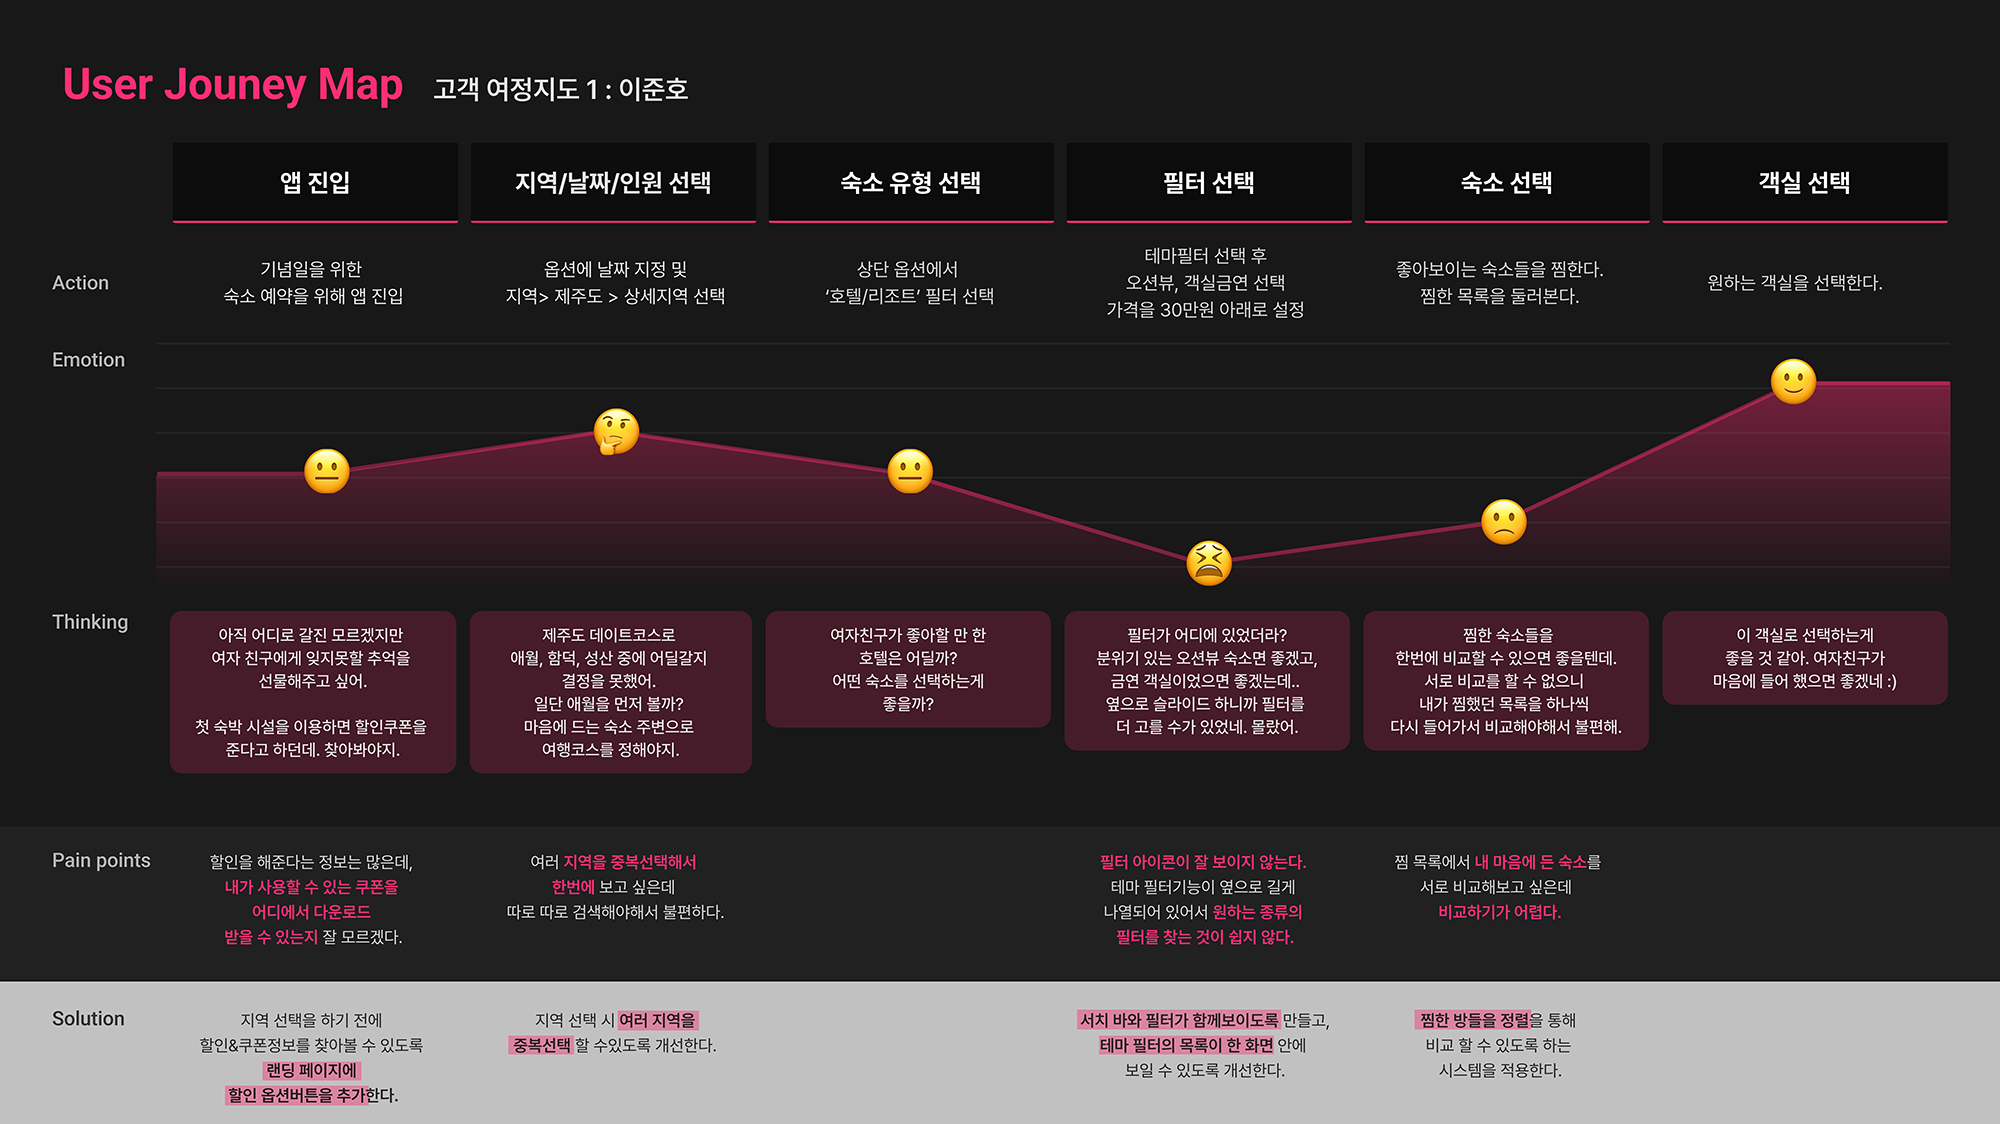 User Jouney Map
고객 여정지도 1 : 이준호
앱 진입
지역/날짜/인원 선택
숙소 유형 선택
필터 선택
숙소 선택
객실 선택
Action
기념일을 위한
숙소 예약을 위해 앱 진입
옵션에 날짜 지정 및
지역> 제주도 > 상세지역 선택
상단 옵션에서
‘호텔/리조트’ 필터 선택
테마필터 선택 후
오션뷰, 객실금연 선택
가격을 30만원 아래로 설정
좋아보이는 숙소들을 찜한다.
찜한 목록을 둘러본다.
원하는 객실을 선택한다.
Emotion
Thinking
아직 어디로 갈진 모르겠지만
여자 친구에게 잊지못할 추억을
선물해주고 싶어.
첫 숙박 시설을 이용하면 할인쿠폰을
준다고 하던데. 찾아봐야지.
제주도 데이트코스로
애월, 함덕, 성산 중에 어딜갈지
결정을 못했어.
일단 애월을 먼저 볼까?
마음에 드는 숙소 주변으로
여행코스를 정해야지.
여자친구가 좋아할 만 한
호텔은 어딜까?
어떤 숙소를 선택하는게
좋을까?
필터가 어디에 있었더라?
분위기 있는 오션뷰 숙소면 좋겠고,
금연 객실이었으면 좋겠는데..
옆으로 슬라이드 하니까 필터를
더 고를 수가 있었네. 몰랐어.
찜한 숙소들을
한번에 비교할 수 있으면 좋을텐데.
서로 비교를 할 수 없으니
내가 찜했던 목록을 하나씩
다시 들어가서 비교해야해서 불편해.
이 객실로 선택하는게
좋을 것 같아. 여자친구가
마음에 들어 했으면 좋겠네 :)
Pain points
할인을 해준다는 정보는 많은데,
내가 사용할 수 있는 쿠폰을
어디에서 다운로드
받을 수 있는지 잘 모르겠다.
여러 지역을 중복선택해서
한번에 보고 싶은데
따로 따로 검색해야해서 불편하다.
필터 아이콘이 잘 보이지 않는다.
테마 필터기능이 옆으로 길게
나열되어 있어서 원하는 종류의
필터를 찾는 것이 쉽지 않다.
찜 목록에서 내 마음에 든 숙소를
서로 비교해보고 싶은데
비교하기가 어렵다.
Solution
지역 선택을 하기 전에
할인&쿠폰정보를 찾아볼 수 있도록
랜딩 페이지에
할인 옵션버튼을 추가한다.
지역 선택 시 여러 지역을
중복선택 할 수있도록 개선한다.
서치 바와 필터가 함께보이도록 만들고,
테마 필터의 목록이 한 화면 안에
보일 수 있도록 개선한다.
찜한 방들을 정렬을 통해
비교 할 수 있도록 하는
시스템을 적용한다.